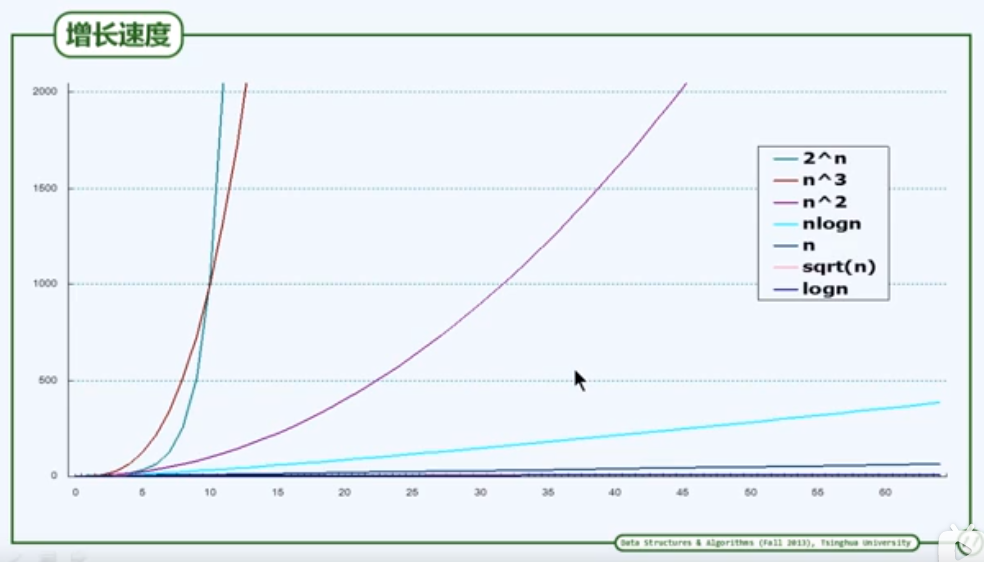 增长速度
2000
1500
1000
500
0
0 5 10 15 20 25 30 35 40 45 50 55 60
2^n
n^3
n^2
nlogn
n
sqrt(n)
logn
Data Structures & Algorithms (Fall 2013), Tsinghua University